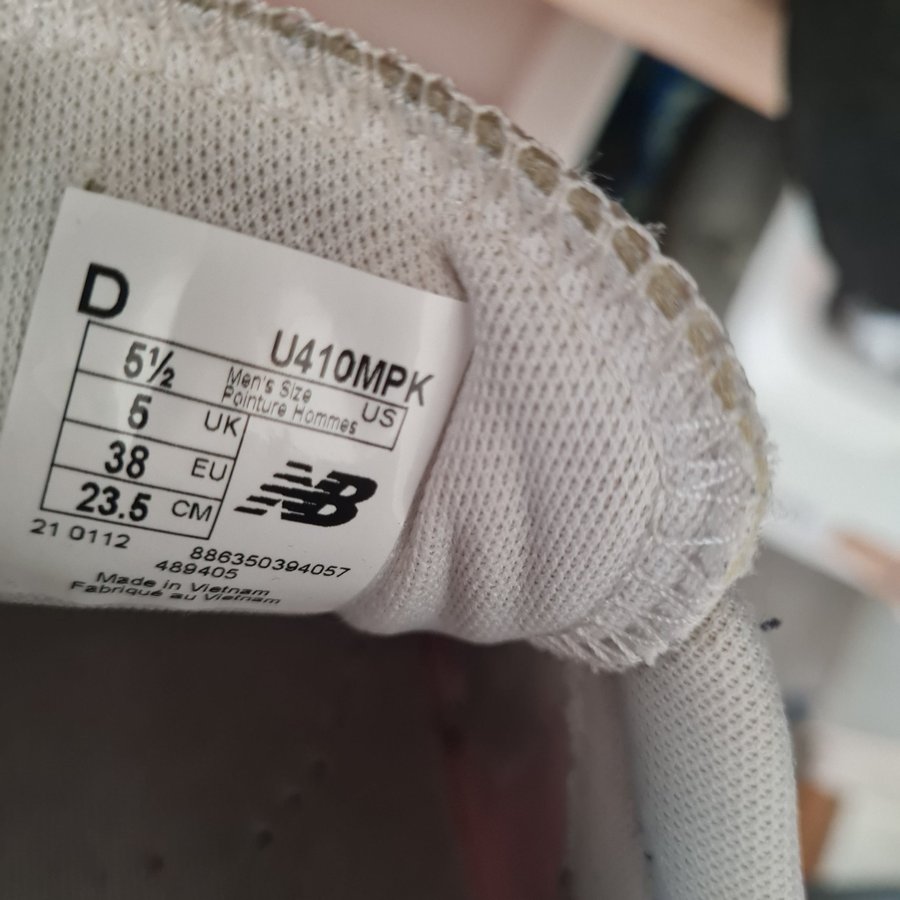 D
U410MPK
5½ Men's Size US
Pointure Hommes
5 UK
38 EU
23.5 CM
NB
21 0112
886350394057
489405
Made in Vietnam
Fabriqué au Vietnam